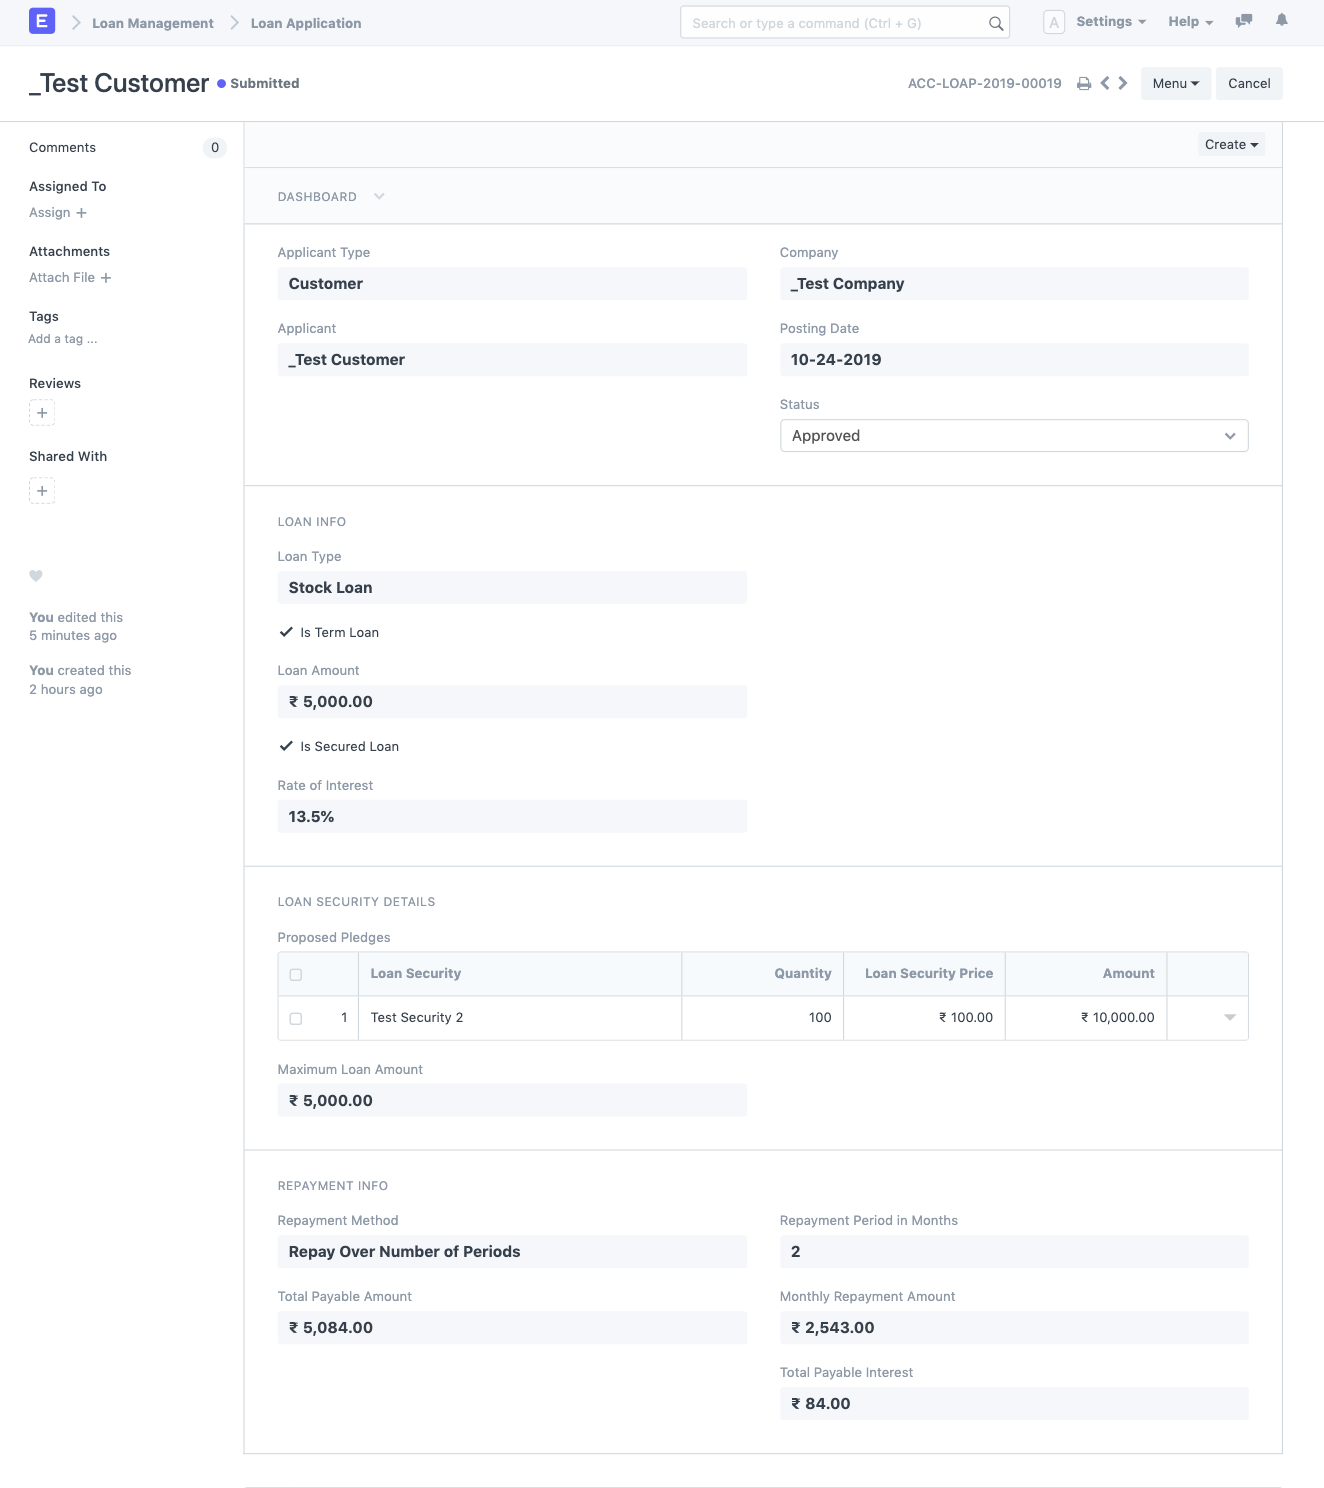 E Loan Management Loan Application Search or type a command (Ctrl + G) A Settings Help
_Test Customer Submitted ACC-LOAP-2019-00019 Menu Cancel
Comments 0
Assigned To
Assign +
Attachments
Attach File +
Tags
Add a tag ...
Reviews
+
Shared With
+
You edited this
5 minutes ago
You created this
2 hours ago
Create
DASHBOARD
Applicant Type
Customer
Applicant
_Test Customer
Company
_Test Company
Posting Date
10-24-2019
Status
Approved
LOAN INFO
Loan Type
Stock Loan
Is Term Loan
Loan Amount
₹ 5,000.00
Is Secured Loan
Rate of Interest
13.5%
LOAN SECURITY DETAILS
Proposed Pledges
Loan Security Quantity Loan Security Price Amount
1 Test Security 2 100 ₹ 100.00 ₹ 10,000.00
Maximum Loan Amount
₹ 5,000.00
REPAYMENT INFO
Repayment Method
Repay Over Number of Periods
Total Payable Amount
₹ 5,084.00
Repayment Period in Months
2
Monthly Repayment Amount
₹ 2,543.00
Total Payable Interest
₹ 84.00